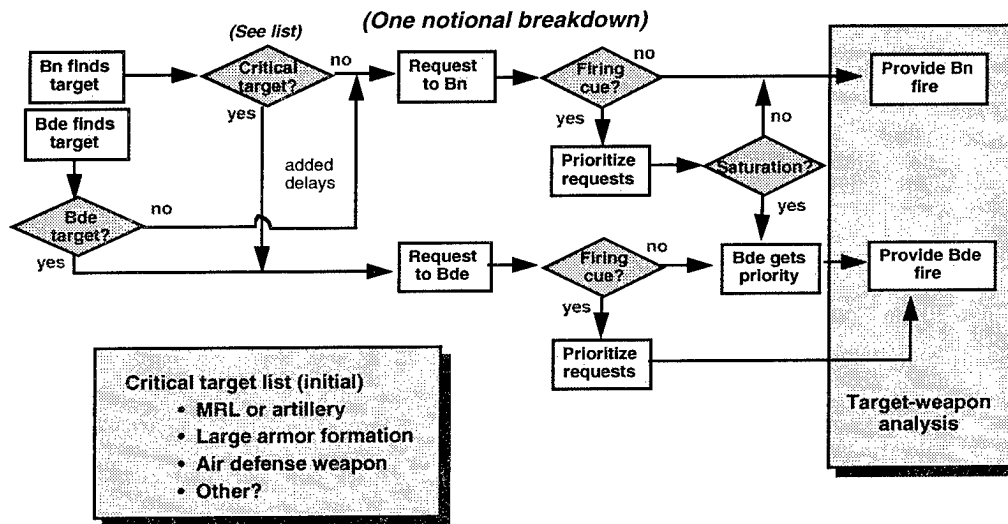 (One notional breakdown)
(See list)
Bn finds
target
Critical
target?
no
yes
Request
to Bn
Firing
cue?
no
yes
Provide Bn
fire
Bde finds
target
added
delays
Prioritize
requests
Saturation?
no
yes
Bde
target?
no
yes
Request
to Bde
Firing
cue?
no
yes
Bde gets
priority
Provide Bde
fire
Prioritize
requests
Target-weapon
analysis
Critical target list (initial)
• MRL or artillery
• Large armor formation
• Air defense weapon
• Other?